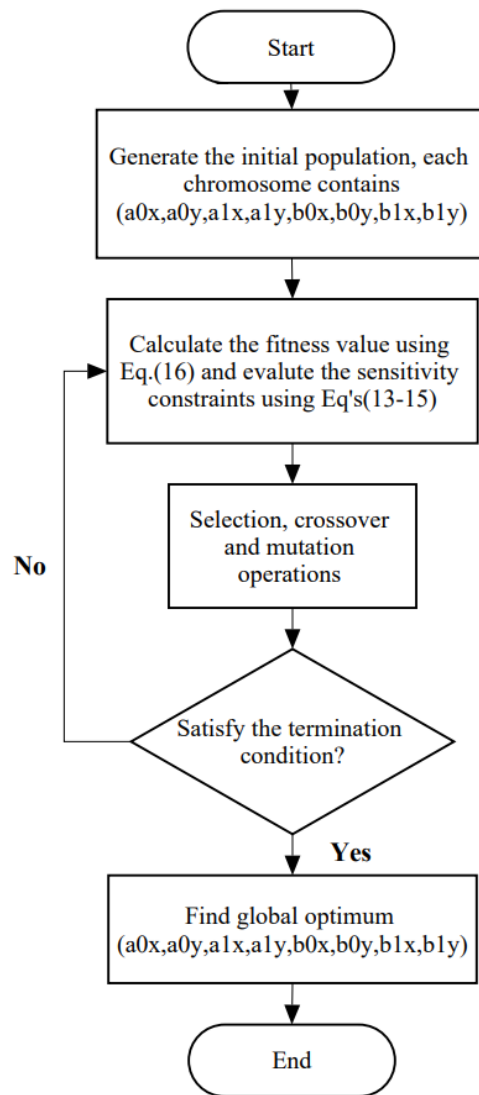 Start
Generate the initial population, each
chromosome contains
(a0x,a0y,a1x,a1y,b0x,b0y,b1x,b1y)
Calculate the fitness value using
Eq.(16) and evalute the sensitivity
constraints using Eq's(13-15)
Selection, crossover
and mutation
operations
No
Satisfy the termination
condition?
Yes
Find global optimum
(a0x,a0y,a1x,a1y,b0x,b0y,b1x,b1y)
End